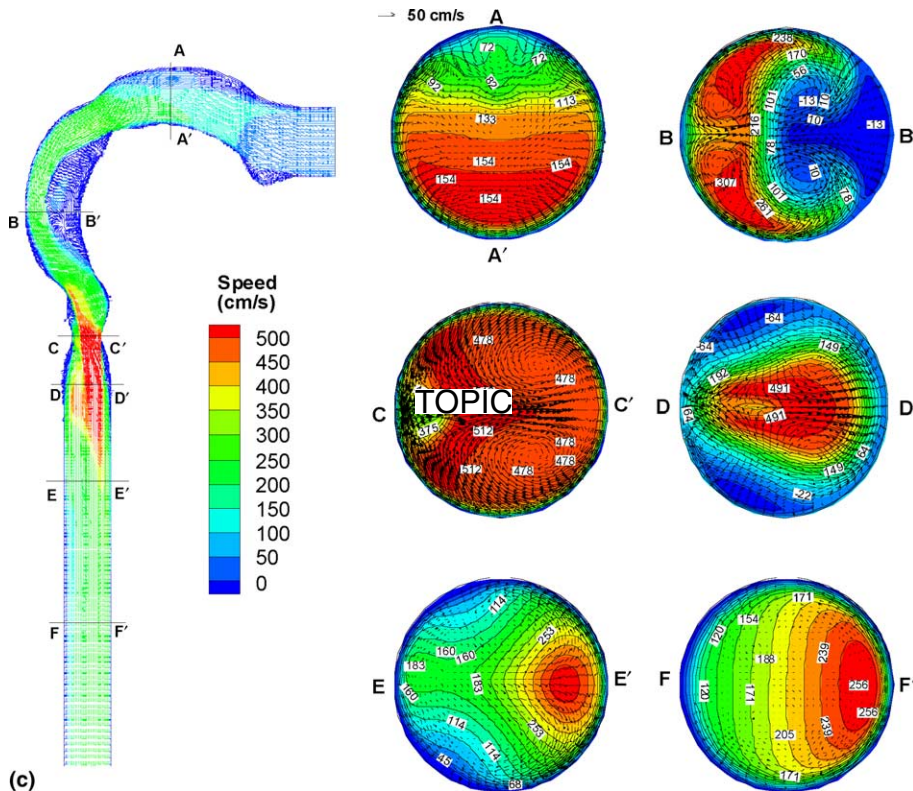 50 cm/s
A
72
72
92
82
113
133
154
154
154
154
A'
238
170
56
-13
10
101
10
-13
216
B
B
78
10
307
101
78
261
A
A'
B
B'
C
C'
D
D'
E
E'
F
F'
Speed
(cm/s)
500
450
400
350
300
250
200
150
100
50
0
478
478
C
TOPIC
C'
375
512
478
512
478
478
-64
-64
149
192
491
D
D
64
491
64
149
-22
114
253
160
160
183
183
E
E'
160
114
253
114
45
68
171
154
120
239
188
F
F'
120
171
256
256
239
205
171
(c)